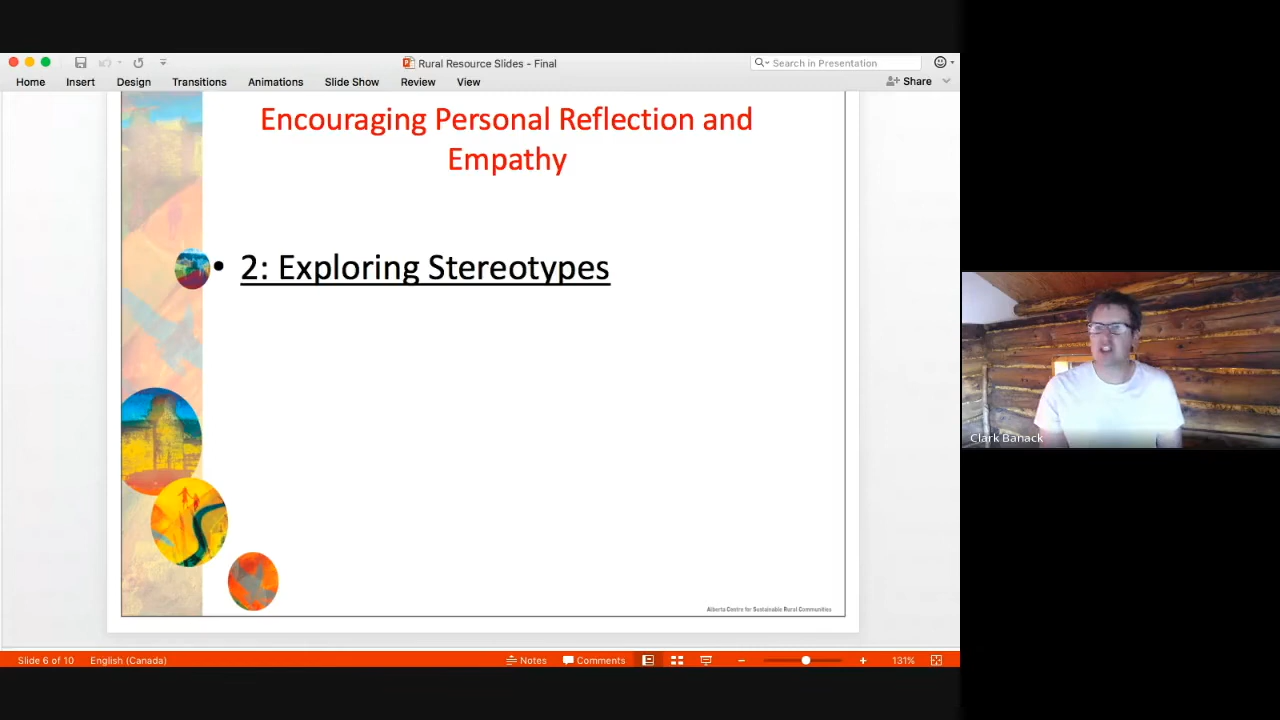 Rural Resource Slides - Final
Search in Presentation
Home Insert Design Transitions Animations Slide Show Review View
Share
Encouraging Personal Reflection and
Empathy
• 2: Exploring Stereotypes
Clark Banack
Alberta Centre for Sustainable Rural Communities
Slide 6 of 10 English (Canada) Notes Comments 131%